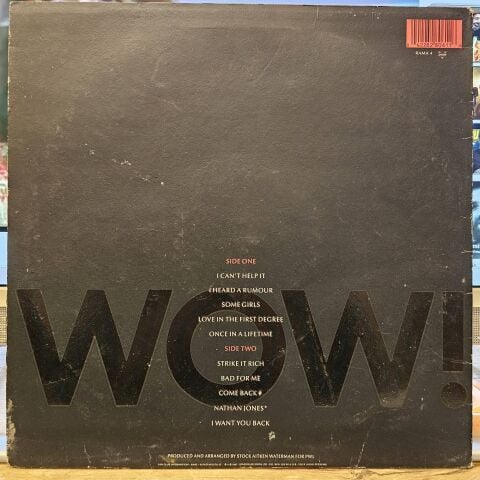 RAMA 4
SIDE ONE
I CAN'T HELP IT
I HEARD A RUMOUR
SOME GIRLS
LOVE IN THE FIRST DEGREE
ONCE IN A LIFETIME
SIDE TWO
STRIKE IT RICH
BAD FOR ME
COME BACK
NATHAN JONES*
I WANT YOU BACK
WOW!
PRODUCED AND ARRANGED BY STOCK AITKEN WATERMAN FOR PWL